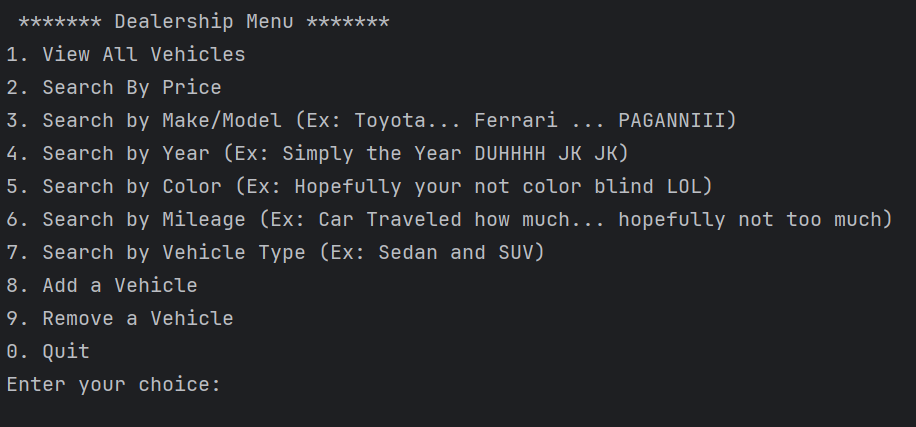 ******* Dealership Menu *******
1. View All Vehicles
2. Search By Price
3. Search by Make/Model (Ex: Toyota... Ferrari ... PAGANNIII)
4. Search by Year (Ex: Simply the Year DUHHHH JK JK)
5. Search by Color (Ex: Hopefully your not color blind LOL)
6. Search by Mileage (Ex: Car Traveled how much... hopefully not too much)
7. Search by Vehicle Type (Ex: Sedan and SUV)
8. Add a Vehicle
9. Remove a Vehicle
0. Quit
Enter your choice: